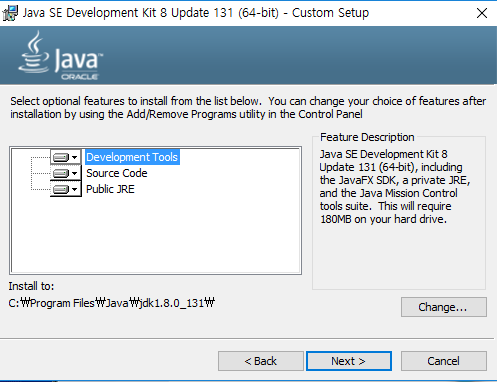 Java SE Development Kit 8 Update 131 (64-bit) - Custom Setup
Java™
ORACLE
Select optional features to install from the list below. You can change your choice of features after
installation by using the Add/Remove Programs utility in the Control Panel
Development Tools
Source Code
Public JRE
Feature Description
Java SE Development Kit 8
Update 131 (64-bit), including
the JavaFX SDK, a private JRE,
and the Java Mission Control
tools suite. This will require
180MB on your hard drive.
Install to:
C:₩Program Files₩Java₩jdk1.8.0_131₩
Change...
< Back
Next >
Cancel